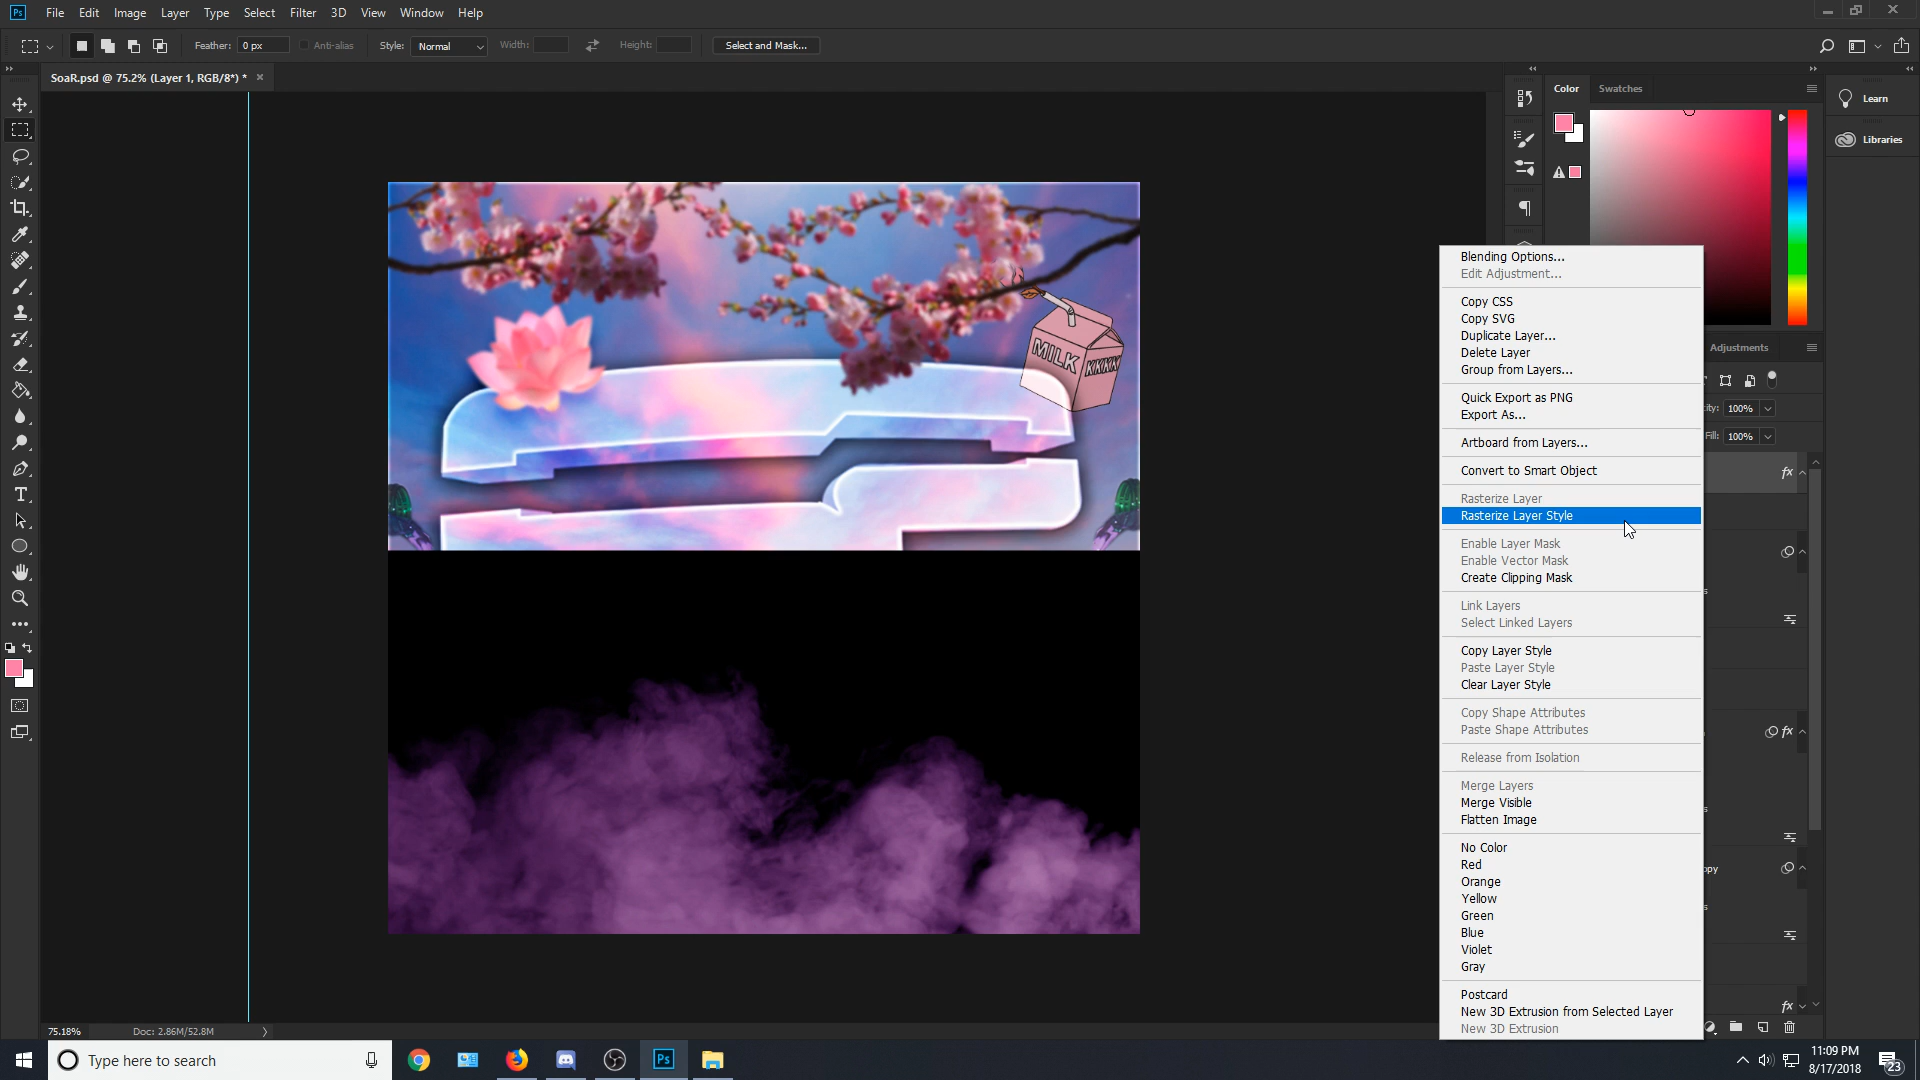 Ps File Edit Image Layer Type Select Filter 3D View Window Help
Feather: 0 px Anti-alias Style: Normal Width: Height: Select and Mask...
SoaR.psd @ 75.2% (Layer 1, RGB/8*) *
Color Swatches
Learn
Libraries
Adjustments
100%
Fill: 100%
fx
fx
fx
MILK
KKKK
Blending Options...
Edit Adjustment...
Copy CSS
Copy SVG
Duplicate Layer...
Delete Layer
Group from Layers...
Quick Export as PNG
Export As...
Artboard from Layers...
Convert to Smart Object
Rasterize Layer
Rasterize Layer Style
Enable Layer Mask
Enable Vector Mask
Create Clipping Mask
Link Layers
Select Linked Layers
Copy Layer Style
Paste Layer Style
Clear Layer Style
Copy Shape Attributes
Paste Shape Attributes
Release from Isolation
Merge Layers
Merge Visible
Flatten Image
No Color
Red
Orange
Yellow
Green
Blue
Violet
Gray
Postcard
New 3D Extrusion from Selected Layer
New 3D Extrusion
75.18% Doc: 2.86M/52.8M
Type here to search
Ps
11:09 PM
8/17/2018
23